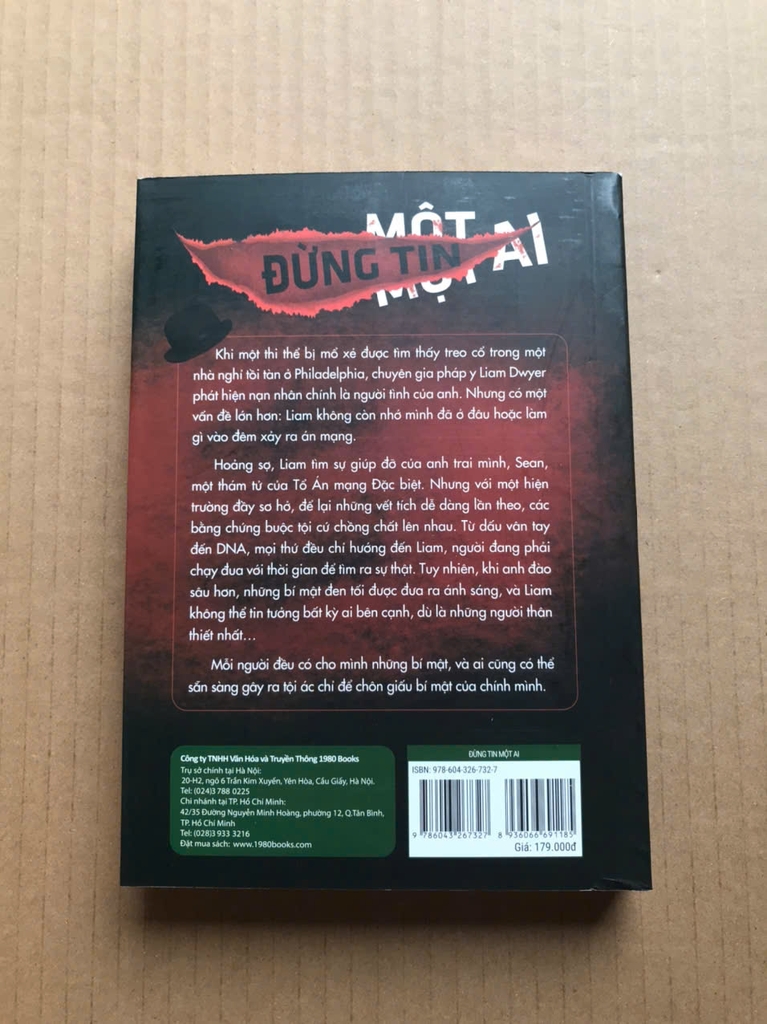 MỘT
ĐỪNG TIN
MỘT AI
Khi một thi thể bị mổ xẻ được tìm thấy treo cổ trong một
nhà nghỉ tồi tàn ở Philadelphia, chuyên gia pháp y Liam Dwyer
phát hiện nạn nhân chính là người tình của anh. Nhưng có một
vấn đề lớn hơn: Liam không còn nhớ mình đã ở đâu hoặc làm
gì vào đêm xảy ra án mạng.
Hoảng sợ, Liam tìm sự giúp đỡ của anh trai mình, Sean,
một thám tử của Tổ Án mạng Đặc biệt. Nhưng với một hiện
trường đầy sơ hở, để lại những vết tích dễ dàng lần theo, các
bằng chứng buộc tội cứ chồng chất lên nhau. Từ dấu vân tay
đến DNA, mọi thứ đều chỉ hướng đến Liam, người đang phải
chạy đua với thời gian để tìm ra sự thật. Tuy nhiên, khi anh đào
sâu hơn, những bí mật đen tối được đưa ra ánh sáng, và Liam
không thể tin tưởng bất kỳ ai bên cạnh, dù là những người thân
thiết nhất...
Mỗi người đều có cho mình những bí mật, và ai cũng có thể
sẵn sàng gây ra tội ác chỉ để chôn giấu bí mật của chính mình.
Công ty TNHH Văn Hóa và Truyền Thông 1980 Books
Trụ sở chính tại Hà Nội:
20-H2, ngõ 6 Trần Kim Xuyến, Yên Hòa, Cầu Giấy, Hà Nội.
Tel: (024)3 788 0225
Chi nhánh tại TP. Hồ Chí Minh:
42/35 Đường Nguyễn Minh Hoàng, phường 12, Q.Tân Bình,
TP. Hồ Chí Minh
Tel: (028)3 933 3216
Đặt mua sách: www.1980books.com
ĐỪNG TIN MỘT AI
ISBN: 978-604-326-732-7
9 786043 267327 8 936066 691185
Giá: 179.000đ